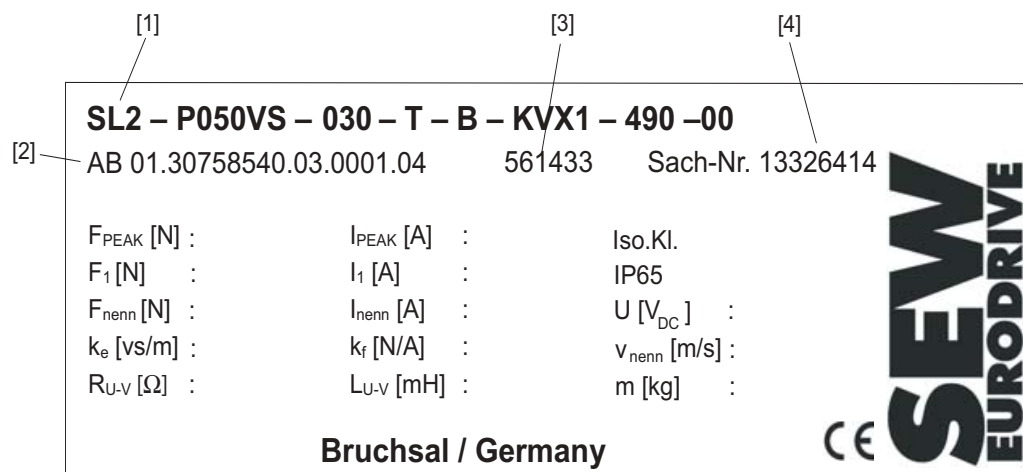 [1] [3] [4]
SL2 – P050VS – 030 – T – B – KVX1 – 490 –00
[2] AB 01.30758540.03.0001.04 561433 Sach-Nr. 13326414
FPEAK [N] : IPEAK [A] : Iso.Kl.
F1 [N] : I1 [A] : IP65
Fnenn [N] : Inenn [A] : U [VDC ] :
ke [vs/m] : kf [N/A] : vnenn [m/s] :
RU-V [Ω] : LU-V [mH] : m [kg] :
Bruchsal / Germany
CE
SEW
EURODRIVE